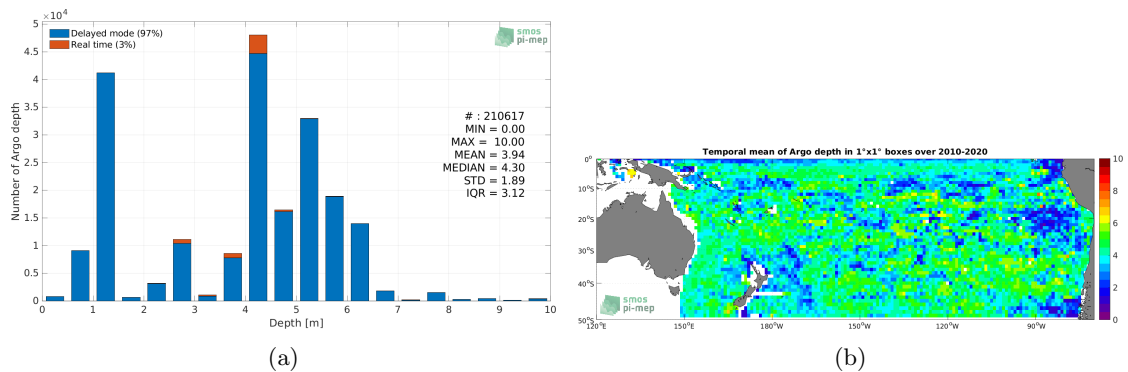 ×10⁴
5
4.5
4
3.5
3
2.5
2
1.5
1
0.5
0
Number of Argo depth
Delayed mode (97%)
Real time (3%)
smos
pi-mep
# : 210617
MIN = 0.00
MAX = 10.00
MEAN = 3.94
MEDIAN = 4.30
STD = 1.89
IQR = 3.12
0 1 2 3 4 5 6 7 8 9 10
Depth [m]
(a)
Temporal mean of Argo depth in 1°x1° boxes over 2010-2020
0°
10°S
20°S
30°S
40°S
50°S
smos
pi-mep
120°E 150°E 180°W 150°W 120°W 90°W
10
8
6
4
2
0
(b)